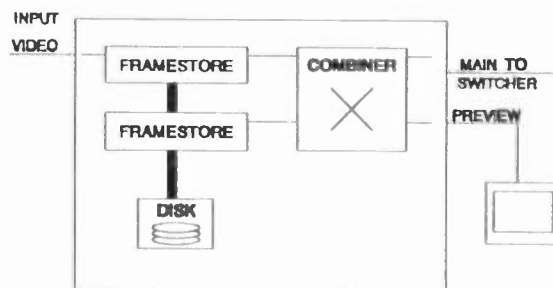 INPUT
VIDEO
FRAMESTORE
COMBINER
MAIN TO
SWITCHER
FRAMESTORE
PREVIEW
DISK